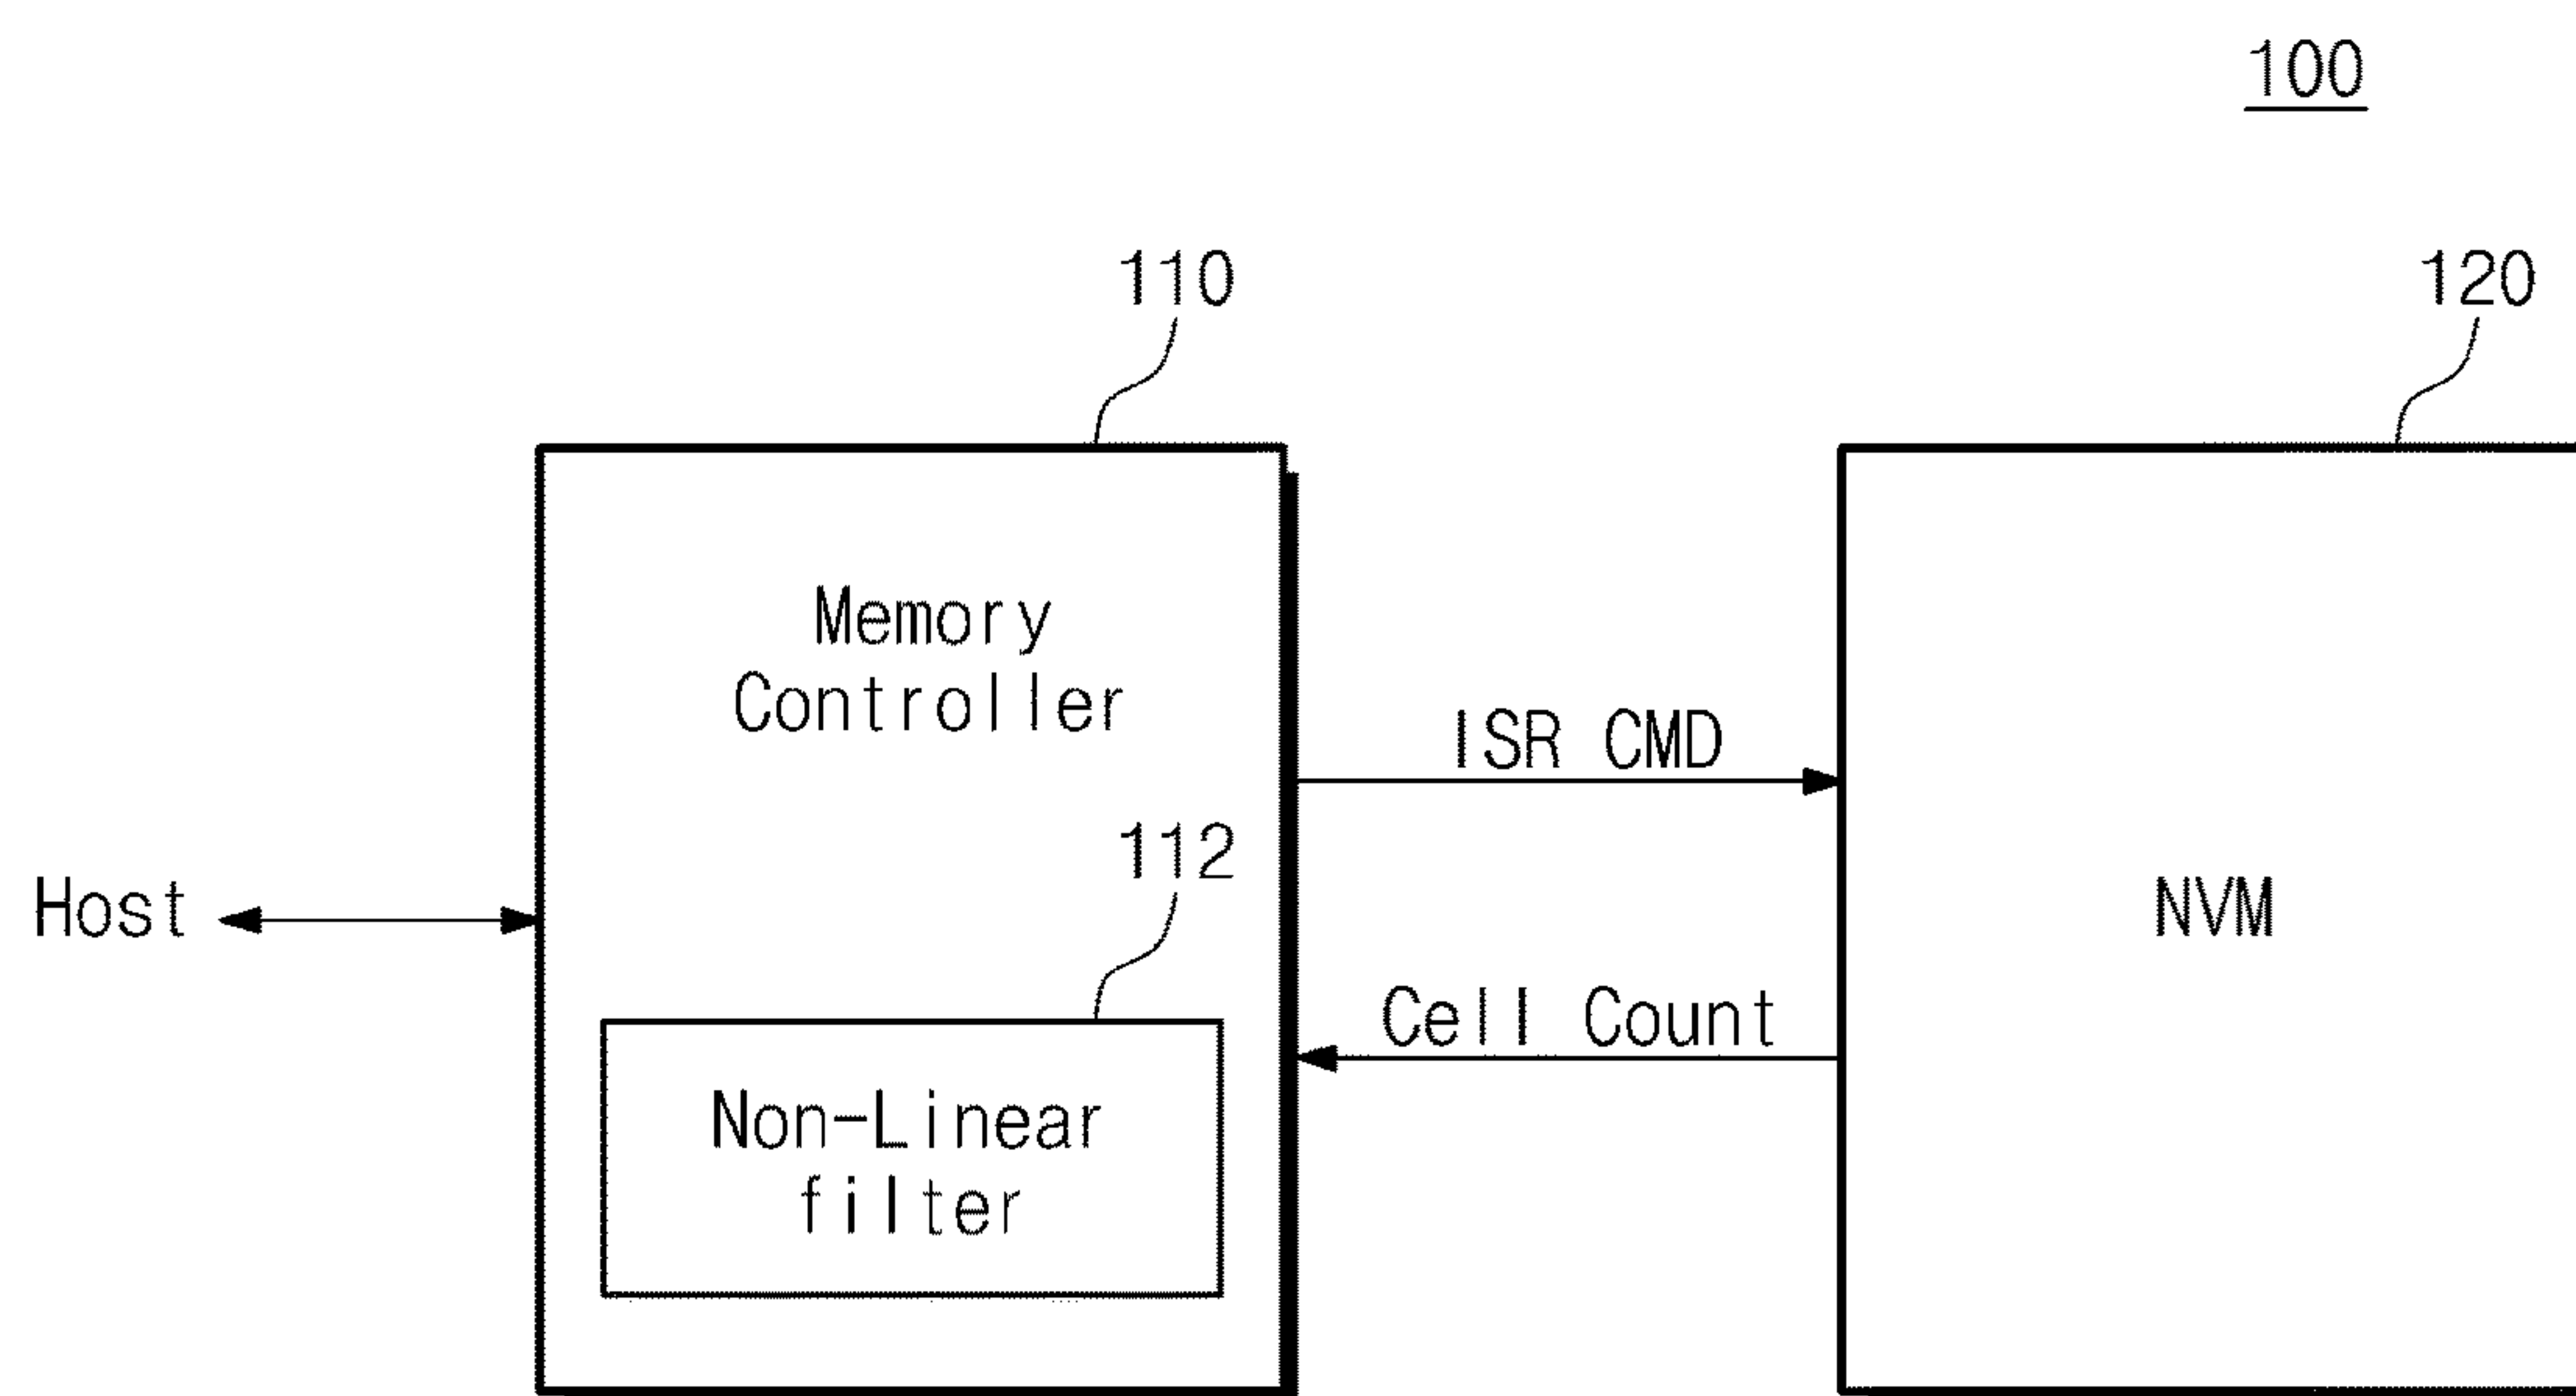 100
110
120
Memory
Controller
ISR CMD
112
Host
NVM
Cell Count
Non-Linear
filter